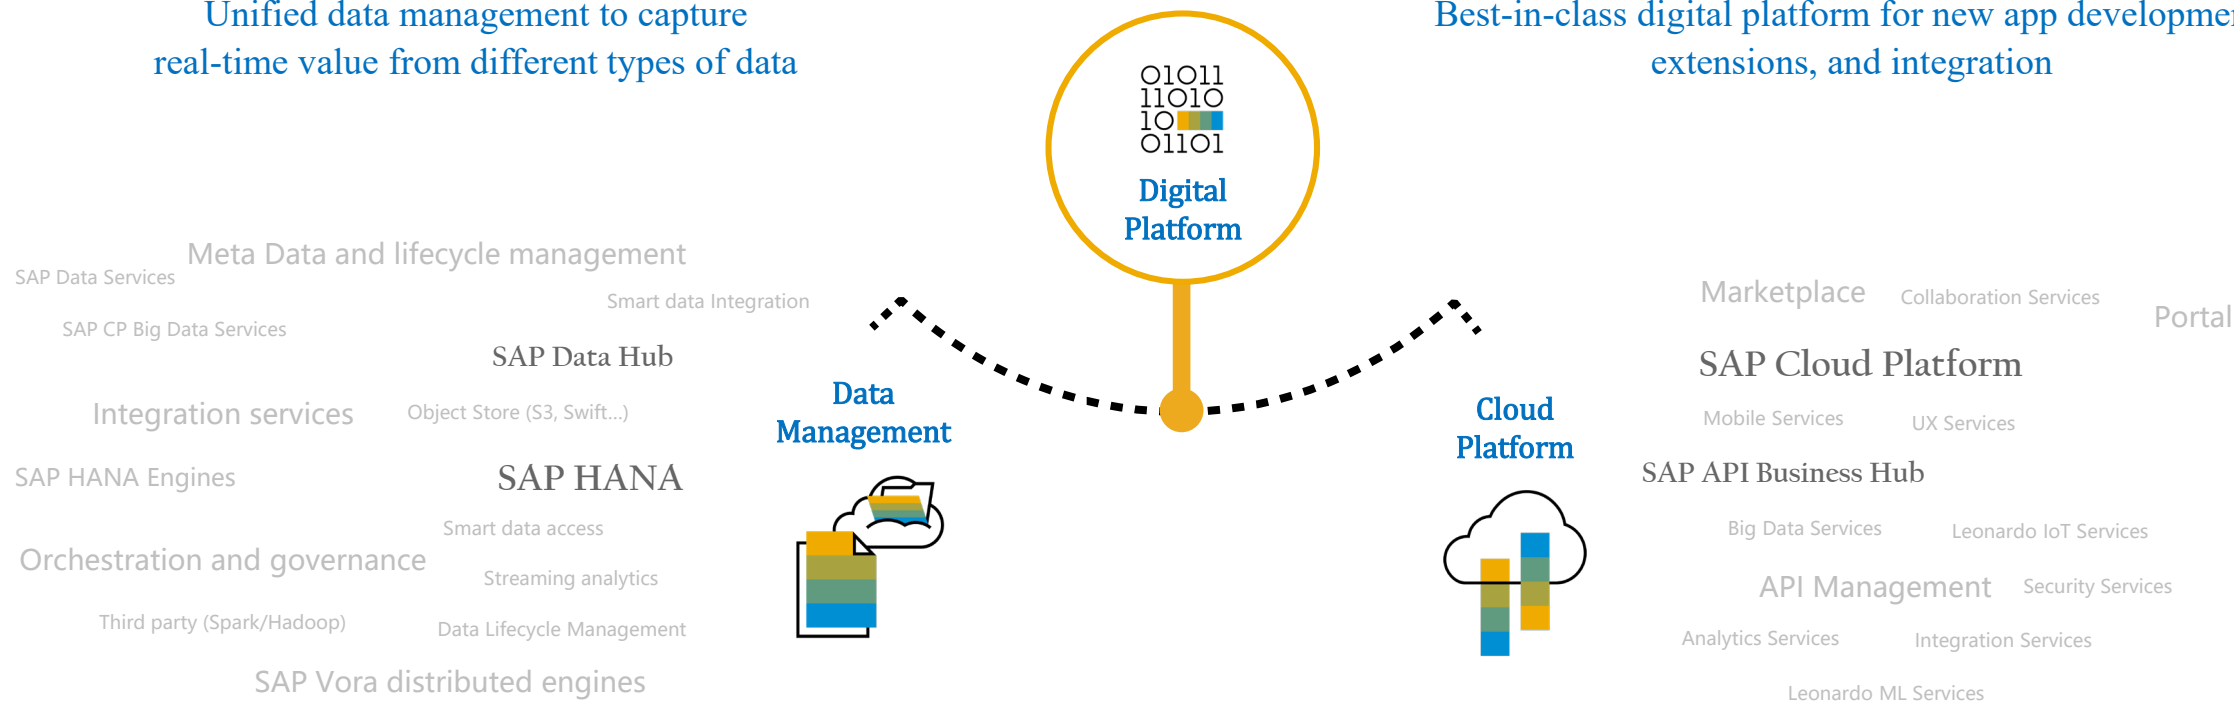 Unified data management to capture
real-time value from different types of data
Best-in-class digital platform for new app
extensions, and integration
01011
11010
10
01101
Digital
Platform
Meta Data and lifecycle management
SAP Data Services
Smart data Integration
SAP CP Big Data Services
SAP Data Hub
Integration services
Object Store (S3, Swift...)
SAP HANA Engines
SAP HANA
Smart data access
Orchestration and governance
Streaming analytics
Third party (Spark/Hadoop)
Data Lifecycle Management
SAP Vora distributed engines
Data
Management
Cloud
Platform
Marketplace
Collaboration Services
Portal
SAP Cloud Platform
Mobile Services
UX Services
SAP API Business Hub
Big Data Services
Leonardo IoT Services
API Management
Security Services
Analytics Services
Integration Services
Leonardo ML Services